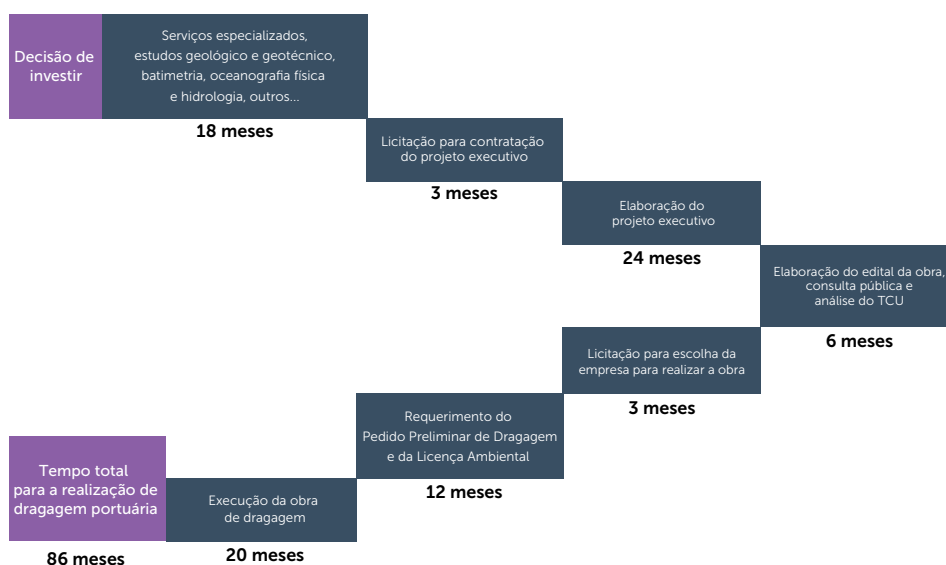 Decisão de
investir
Serviços especializados,
estudos geológico e geotécnico,
batimetria, oceanografia física
e hidrologia, outros...
18 meses
Licitação para contratação
do projeto executivo
3 meses
Elaboração do
projeto executivo
24 meses
Elaboração do edital da obra,
consulta pública e
análise do TCU
6 meses
Licitação para escolha da
empresa para realizar a obra
3 meses
Requerimento do
Pedido Preliminar de Dragagem
e da Licença Ambiental
12 meses
Execução da obra
de dragagem
20 meses
Tempo total
para a realização de
dragagem portuária
86 meses